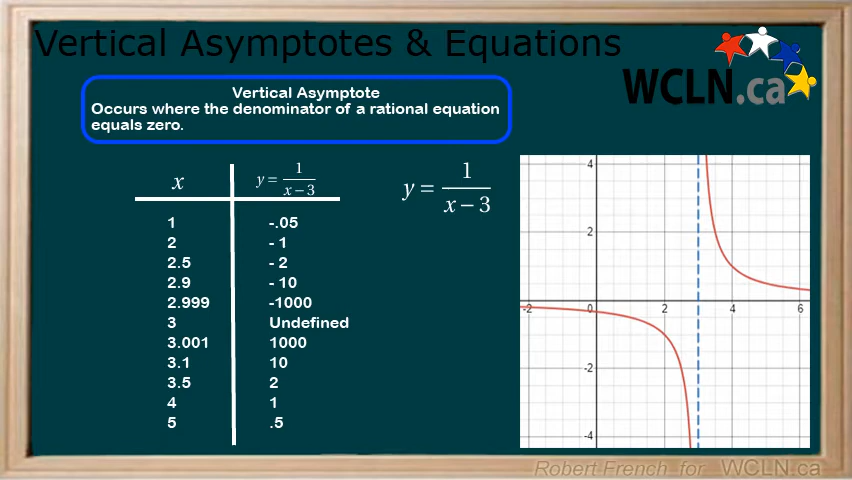 Vertical Asymptotes & Equations
WCLN.ca
Vertical Asymptote
Occurs where the denominator of a rational equation
equals zero.
x y = 1/(x − 3)
1 -.05
2 - 1
2.5 - 2
2.9 - 10
2.999 -1000
3 Undefined
3.001 1000
3.1 10
3.5 2
4 1
5 .5
y = 1/(x − 3)
4
2
-2 0 2 4 6
-2
-4
Robert French for WCLN.ca